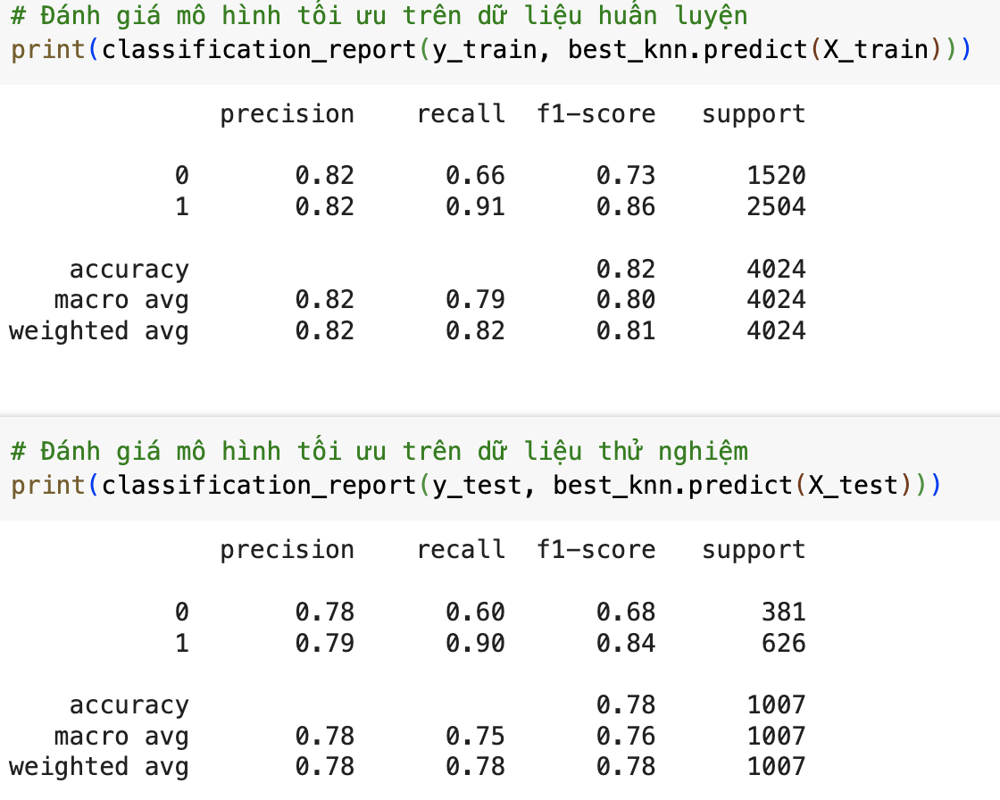 # Đánh giá mô hình tối ưu trên dữ liệu huấn luyện
print(classification_report(y_train, best_knn.predict(X_train)))
precision recall f1-score support
0 0.82 0.66 0.73 1520
1 0.82 0.91 0.86 2504
accuracy 0.82 4024
macro avg 0.82 0.79 0.80 4024
weighted avg 0.82 0.82 0.81 4024
# Đánh giá mô hình tối ưu trên dữ liệu thử nghiệm
print(classification_report(y_test, best_knn.predict(X_test)))
precision recall f1-score support
0 0.78 0.60 0.68 381
1 0.79 0.90 0.84 626
accuracy 0.78 1007
macro avg 0.78 0.75 0.76 1007
weighted avg 0.78 0.78 0.78 1007